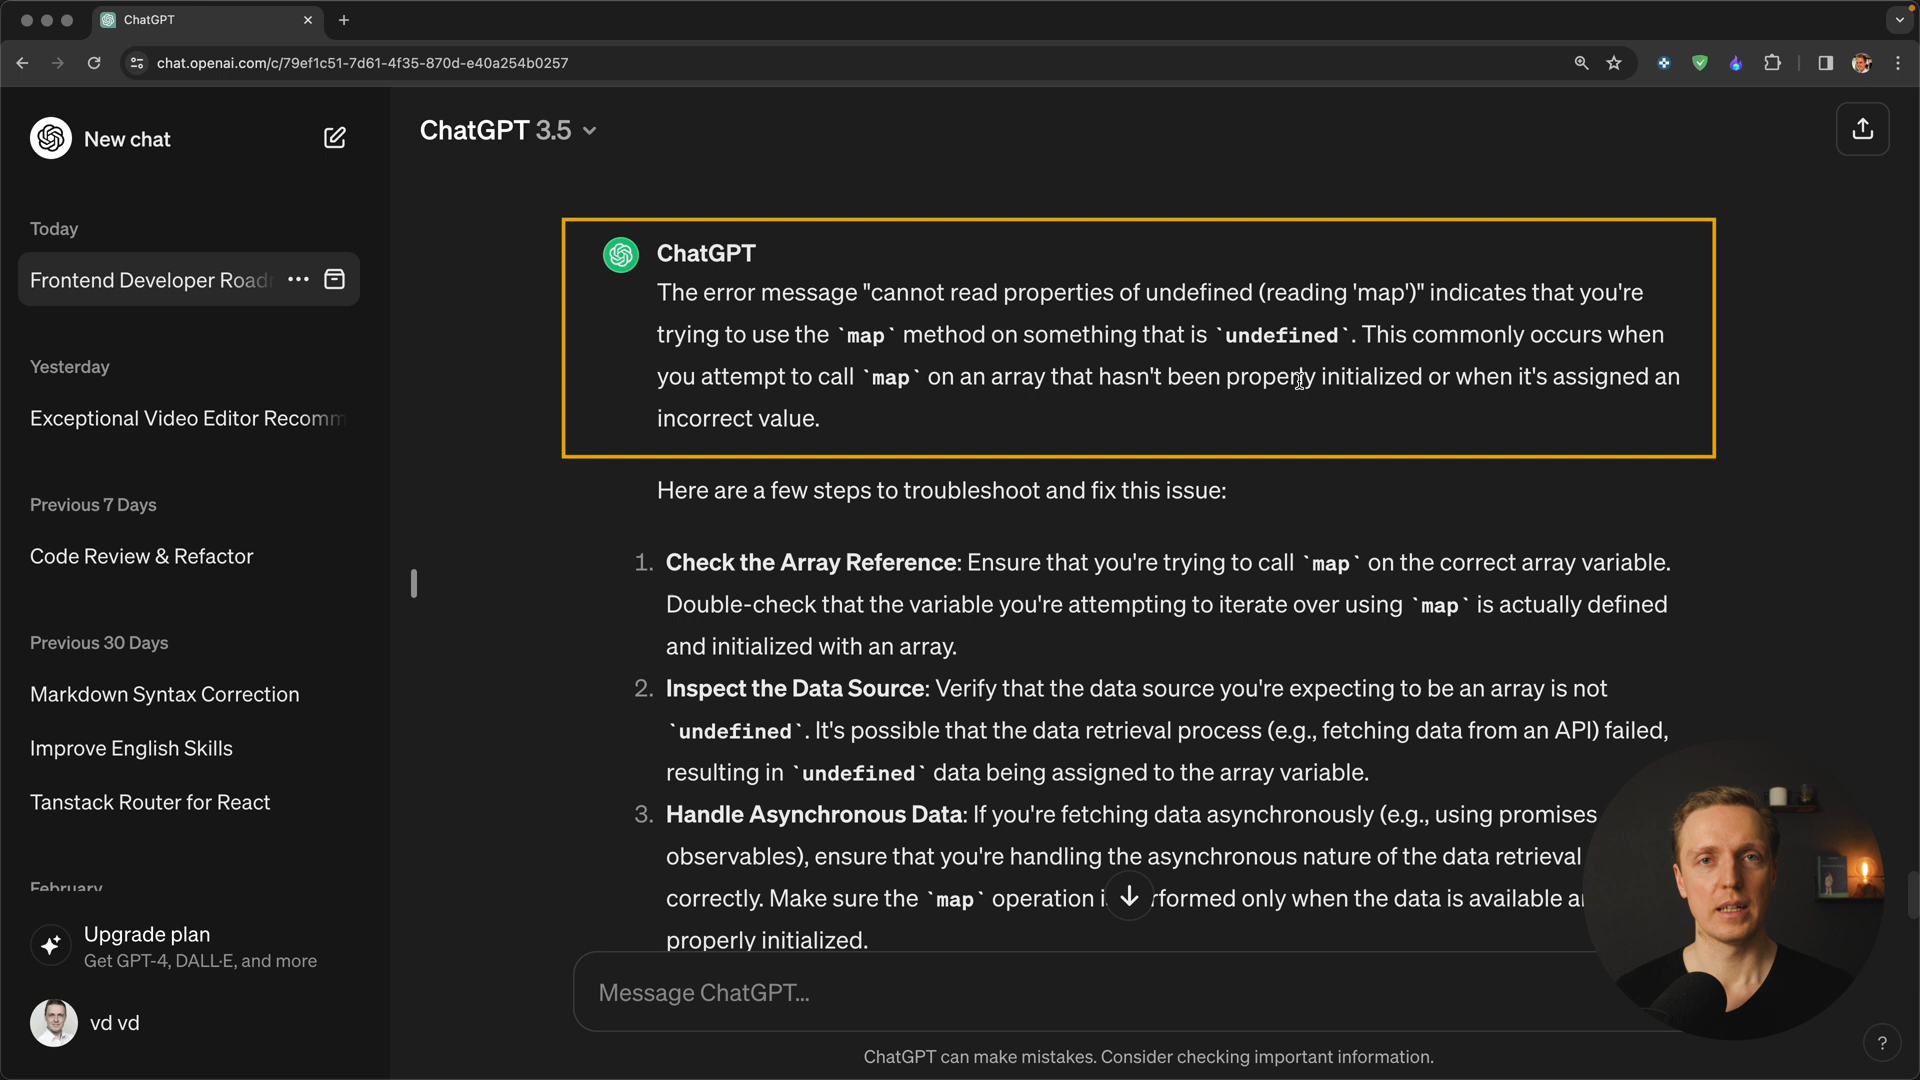 ChatGPT
chat.openai.com/c/79ef1c51-7d61-4f35-870d-e40a254b0257
New chat
Today
Frontend Developer Road
Yesterday
Exceptional Video Editor Recomm
Previous 7 Days
Code Review & Refactor
Previous 30 Days
Markdown Syntax Correction
Improve English Skills
Tanstack Router for React
February
Upgrade plan
Get GPT-4, DALL·E, and more
vd vd
ChatGPT 3.5
ChatGPT
The error message "cannot read properties of undefined (reading 'map')" indicates that you're
trying to use the `map` method on something that is `undefined`. This commonly occurs when
you attempt to call `map` on an array that hasn't been properly initialized or when it's assigned an
incorrect value.
Here are a few steps to troubleshoot and fix this issue:
1. Check the Array Reference: Ensure that you're trying to call `map` on the correct array variable.
Double-check that the variable you're attempting to iterate over using `map` is actually defined
and initialized with an array.
2. Inspect the Data Source: Verify that the data source you're expecting to be an array is not
`undefined`. It's possible that the data retrieval process (e.g., fetching data from an API) failed,
resulting in `undefined` data being assigned to the array variable.
3. Handle Asynchronous Data: If you're fetching data asynchronously (e.g., using promises
observables), ensure that you're handling the asynchronous nature of the data retrieval
correctly. Make sure the `map` operation rformed only when the data is available
properly initialized.
Message ChatGPT...
ChatGPT can make mistakes. Consider checking important information.
?